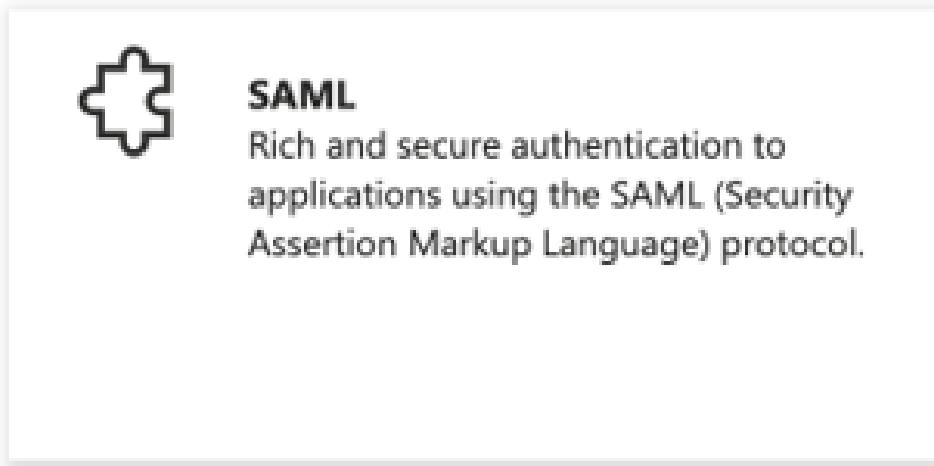 SAML
Rich and secure authentication to
applications using the SAML (Security
Assertion Markup Language) protocol.